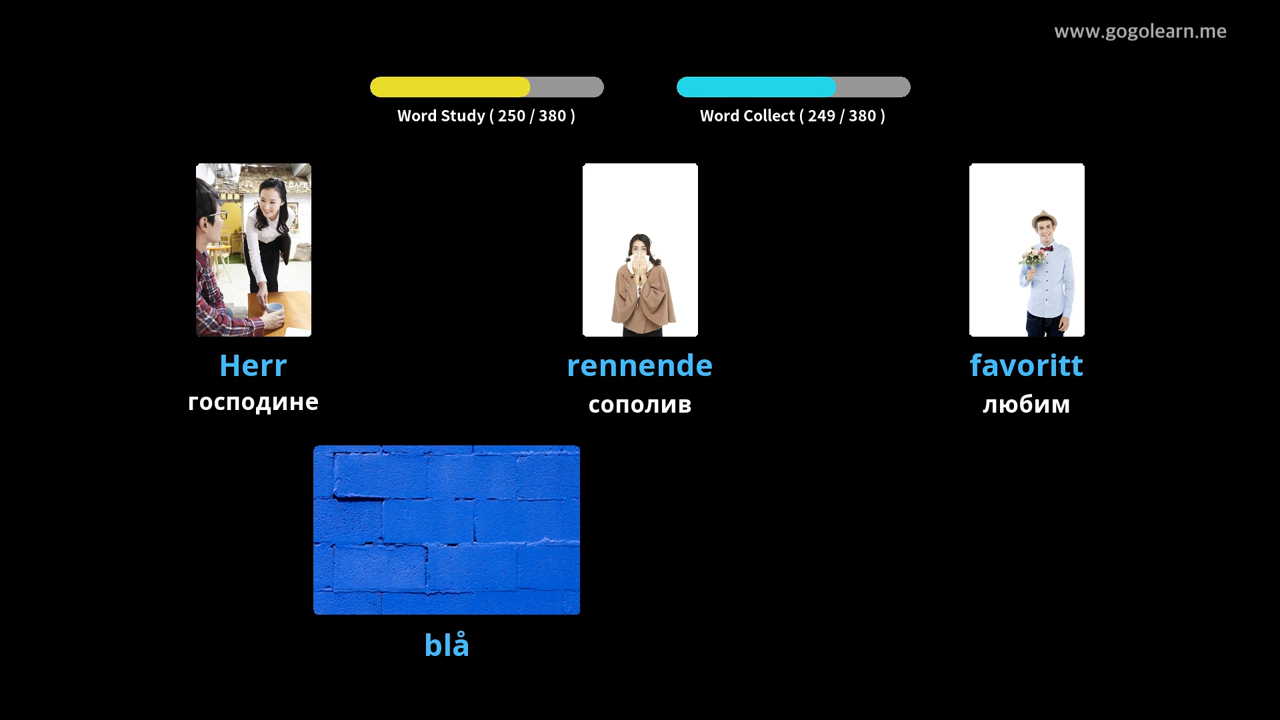 www.gogolearn.me
Word Study ( 250 / 380 )
Word Collect ( 249 / 380 )
Herr
господине
rennende
сополив
favoritt
любим
blå